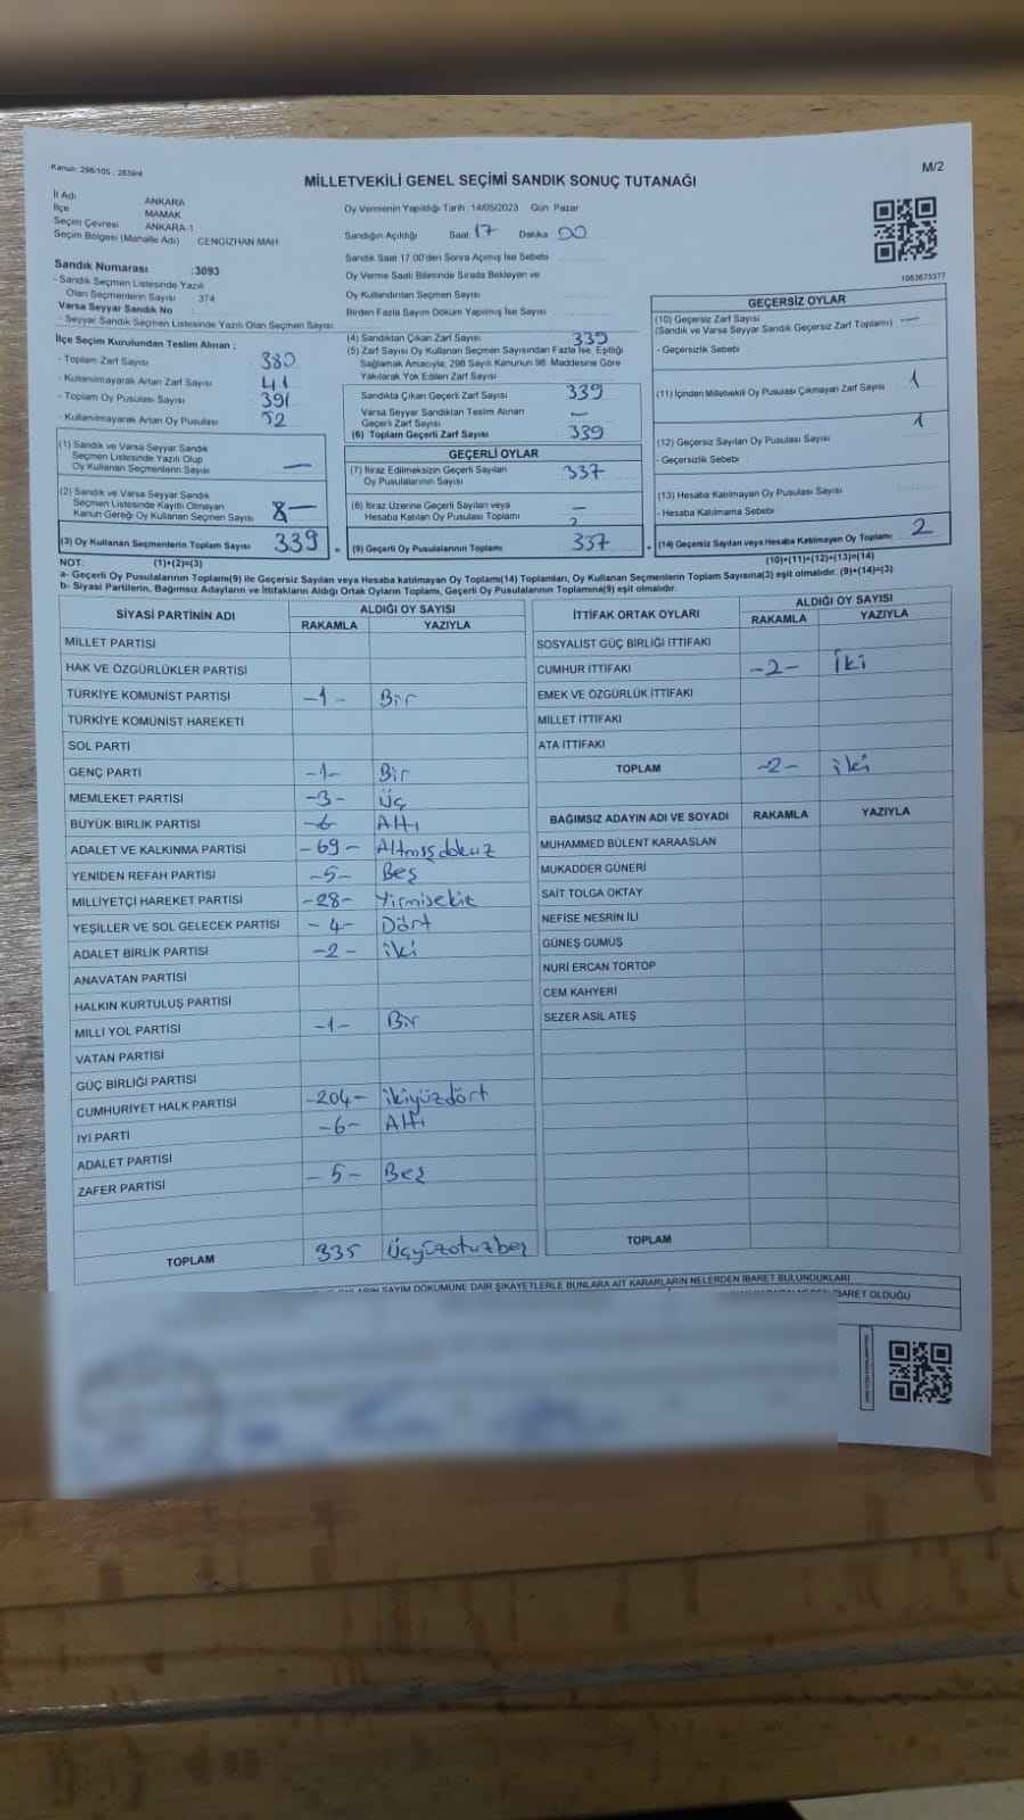 Kanun: 298/105 , 2839/4
M/2
MİLLETVEKİLİ GENEL SEÇİMİ SANDIK SONUÇ TUTANAĞI
İl Adı ANKARA
İlçe MAMAK
Seçim Çevresi ANKARA 1
Seçim Bölgesi (Mahalle Adı) CENGİZHAN MAH.
Sandık Numarası :3093
- Sandık Seçmen Listesinde Yazılı
Olan Seçmenlerin Sayısı 374
Varsa Seyyar Sandık No :
- Seyyar Sandık Seçmen Listesinde Yazılı Olan Seçmen Sayısı
Oy Vermenin Yapıldığı Tarih :14/05/2023 Gün: Pazar
Sandığın Açıldığı Saat 17 Dakika 00
Sandık Saat 17.00'den Sonra Açılmış İse Sebebi
Oy Verme Saati Bitiminde Sırada Bekleyen ve
Oy Kullandırılan Seçmen Sayısı
Birden Fazla Sayım Döküm Yapılmış İse Sayısı
1063675377
İlçe Seçim Kurulundan Teslim Alınan ;
- Toplam Zarf Sayısı 380
- Kullanılmayarak Artan Zarf Sayısı 41
- Toplam Oy Pusulası Sayısı 391
- Kullanılmayarak Artan Oy Pusulası 52
(1) Sandık ve Varsa Seyyar Sandık
Seçmen Listesinde Yazılı Olup
Oy Kullanan Seçmenlerin Sayısı —
(2) Sandık ve Varsa Seyyar Sandık
Seçmen Listesinde Kayıtlı Olmayan
Kanun Gereği Oy Kullanan Seçmen Sayısı 8—
(3) Oy Kullanan Seçmenlerin Toplam Sayısı 339
(4) Sandıktan Çıkan Zarf Sayısı 339
(5) Zarf Sayısı Oy Kullanan Seçmen Sayısından Fazla İse, Eşitliği
Sağlamak Amacıyla; 298 Sayılı Kanunun 98. Maddesine Göre
Yakılarak Yok Edilen Zarf Sayısı
Sandıkta Çıkan Geçerli Zarf Sayısı 339
Varsa Seyyar Sandıktan Teslim Alınan
Geçerli Zarf Sayısı —
(6) Toplam Geçerli Zarf Sayısı 339
GEÇERLİ OYLAR
(7) İtiraz Edilmeksizin Geçerli Sayılan
Oy Pusulalarının Sayısı 337
(8) İtiraz Üzerine Geçerli Sayılan veya
Hesaba Katılan Oy Pusulası Toplamı —
(9) Geçerli Oy Pusulalarının Toplamı 337
GEÇERSİZ OYLAR
(10) Geçersiz Zarf Sayısı —
(Sandık ve Varsa Seyyar Sandık Geçersiz Zarf Toplamı)
- Geçersizlik Sebebi
(11) İçinden Milletvekili Oy Pusulası Çıkmayan Zarf Sayısı 1
(12) Geçersiz Sayılan Oy Pusulası Sayısı 1
- Geçersizlik Sebebi
(13) Hesaba Katılmayan Oy Pusulası Sayısı
- Hesaba Katılmama Sebebi
(14) Geçersiz Sayılan veya Hesaba Katılmayan Oy Toplamı 2
NOT: (1)+(2)=(3) (10)+(11)+(12)+(13)=(14)
a- Geçerli Oy Pusulalarının Toplamı(9) ile Geçersiz Sayılan veya Hesaba katılmayan Oy Toplamı(14) Toplamları, Oy Kullanan Seçmenlerin Toplam Sayısına(3) eşit olmalıdır. (9)+(14)=(3)
b- Siyasi Partilerin, Bağımsız Adayların ve İttifakların Aldığı Ortak Oyların Toplamı, Geçerli Oy Pusulalarının Toplamına(9) eşit olmalıdır.
SİYASİ PARTİNİN ADI ALDIĞI OY SAYISI
RAKAMLA YAZIYLA
MİLLET PARTİSİ
HAK VE ÖZGÜRLÜKLER PARTİSİ
TÜRKİYE KOMÜNİST PARTİSİ -1- Bir
TÜRKİYE KOMÜNİST HAREKETİ
SOL PARTİ
GENÇ PARTİ -1- Bir
MEMLEKET PARTİSİ -3- Üç
BÜYÜK BİRLİK PARTİSİ -6 Altı
ADALET VE KALKINMA PARTİSİ -69- Altmışdokuz
YENİDEN REFAH PARTİSİ -5- Beş
MİLLİYETÇİ HAREKET PARTİSİ -28- Yirmisekiz
YEŞİLLER VE SOL GELECEK PARTİSİ -4- Dört
ADALET BİRLİK PARTİSİ -2- iki
ANAVATAN PARTİSİ
HALKIN KURTULUŞ PARTİSİ
MİLLİ YOL PARTİSİ -1- Bir
VATAN PARTİSİ
GÜÇ BİRLİĞİ PARTİSİ
CUMHURİYET HALK PARTİSİ -204- ikiyüzdört
İYİ PARTİ -6- Altı
ADALET PARTİSİ
ZAFER PARTİSİ -5- Beş
TOPLAM 335 Üçyüzotuzbeş
İTTİFAK ORTAK OYLARI ALDIĞI OY SAYISI
RAKAMLA YAZIYLA
SOSYALİST GÜÇ BİRLİĞİ İTTİFAKI
CUMHUR İTTİFAKI -2- İki
EMEK VE ÖZGÜRLÜK İTTİFAKI
MİLLET İTTİFAKI
ATA İTTİFAKI
TOPLAM -2- iki
BAĞIMSIZ ADAYIN ADI VE SOYADI RAKAMLA YAZIYLA
MUHAMMED BÜLENT KARAASLAN
MUKADDER GÜNERİ
SAİT TOLGA OKTAY
NEFİSE NESRİN İLİ
GÜNEŞ GÜMÜŞ
NURİ ERCAN TORTOP
CEM KAHYERİ
SEZER ASİL ATEŞ
TOPLAM
SAYIM DÖKÜMÜNE DAİR ŞİKAYETLERLE BUNLARA AİT KARARLARIN NELERDEN İBARET BULUNDUKLARI
İBARET OLDUĞU